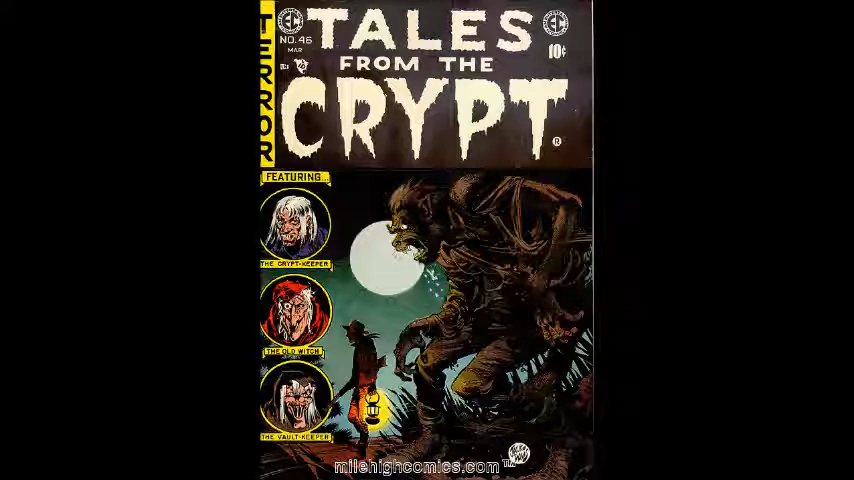 TERROR
EC
NO. 46
MAR
TALES
FROM THE
CRYPT
EC
10¢
R
FEATURING...
THE CRYPT-KEEPER
THE OLD WITCH
THE VAULT-KEEPER
milehighcomics.com™